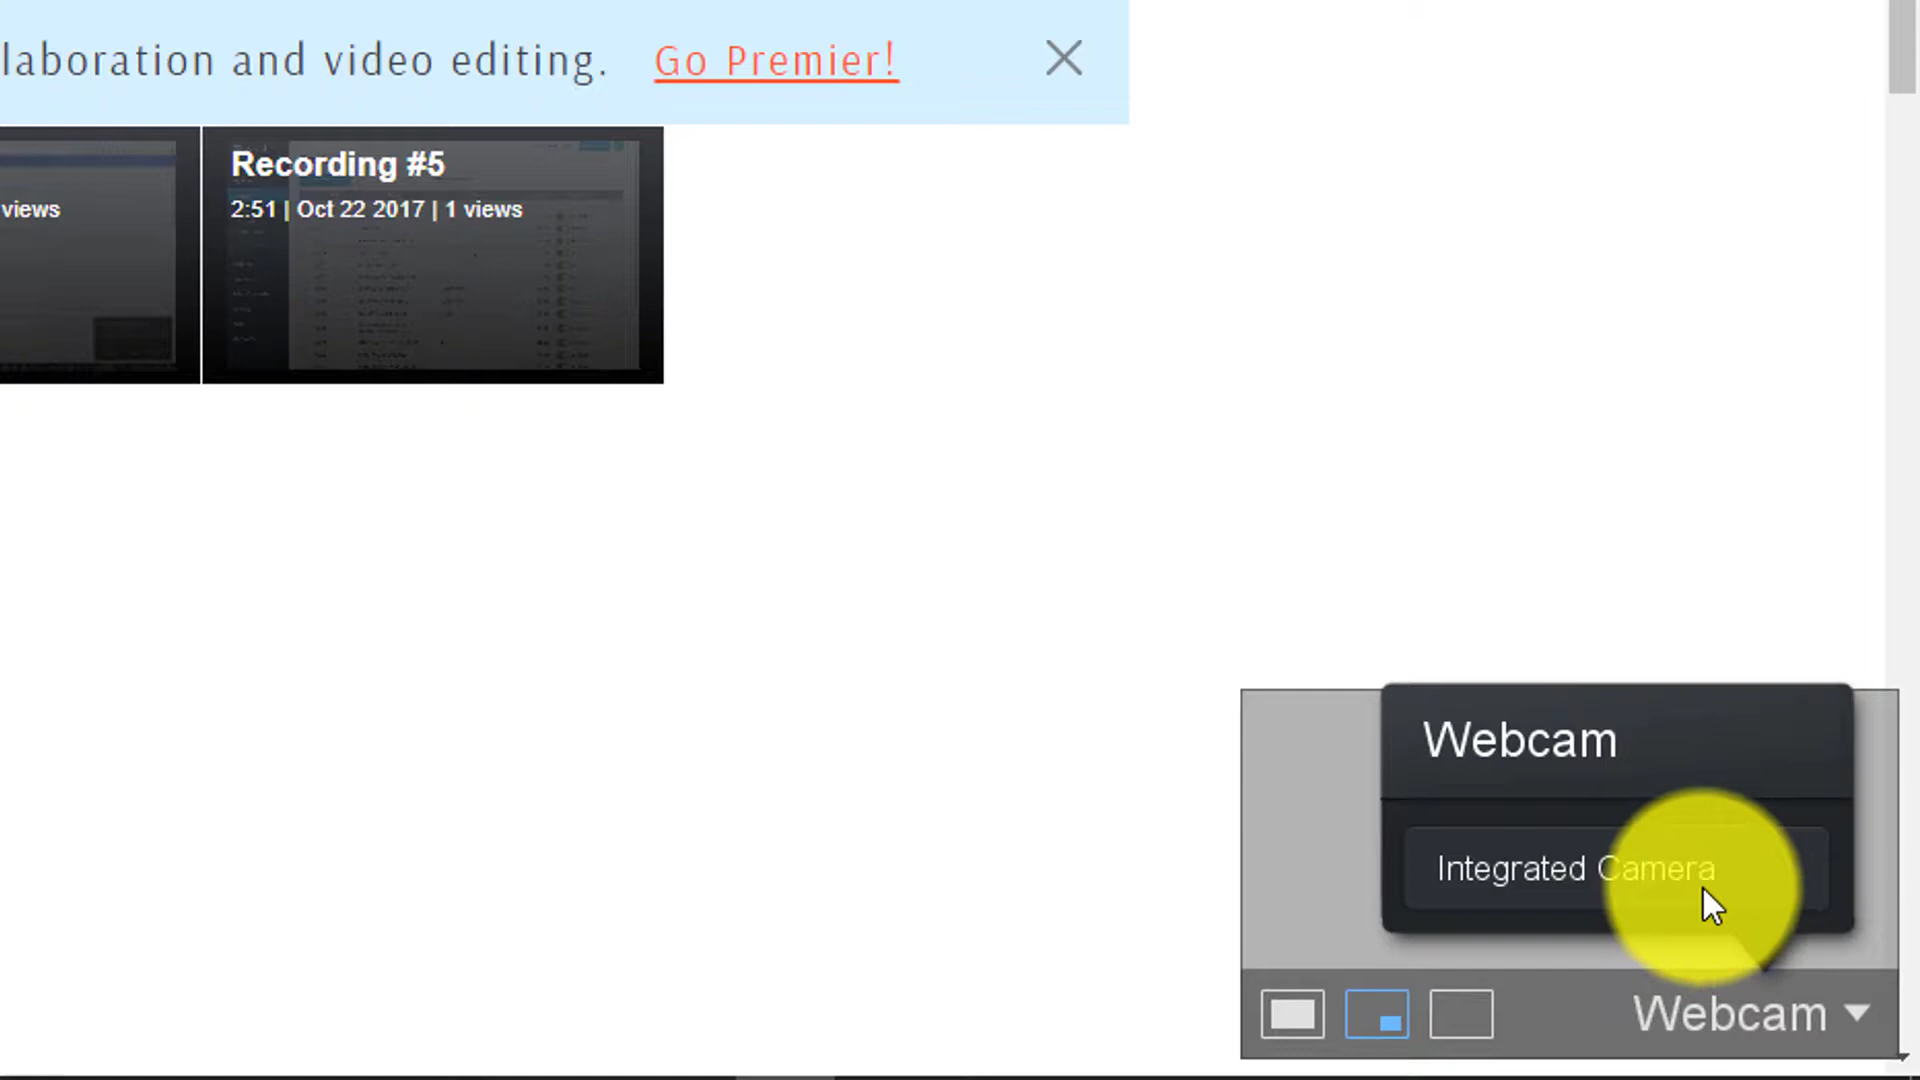 laboration and video editing. Go Premier!
Recording #5
views
2:51 | Oct 22 2017 | 1 views
Webcam
Integrated Camera
Webcam